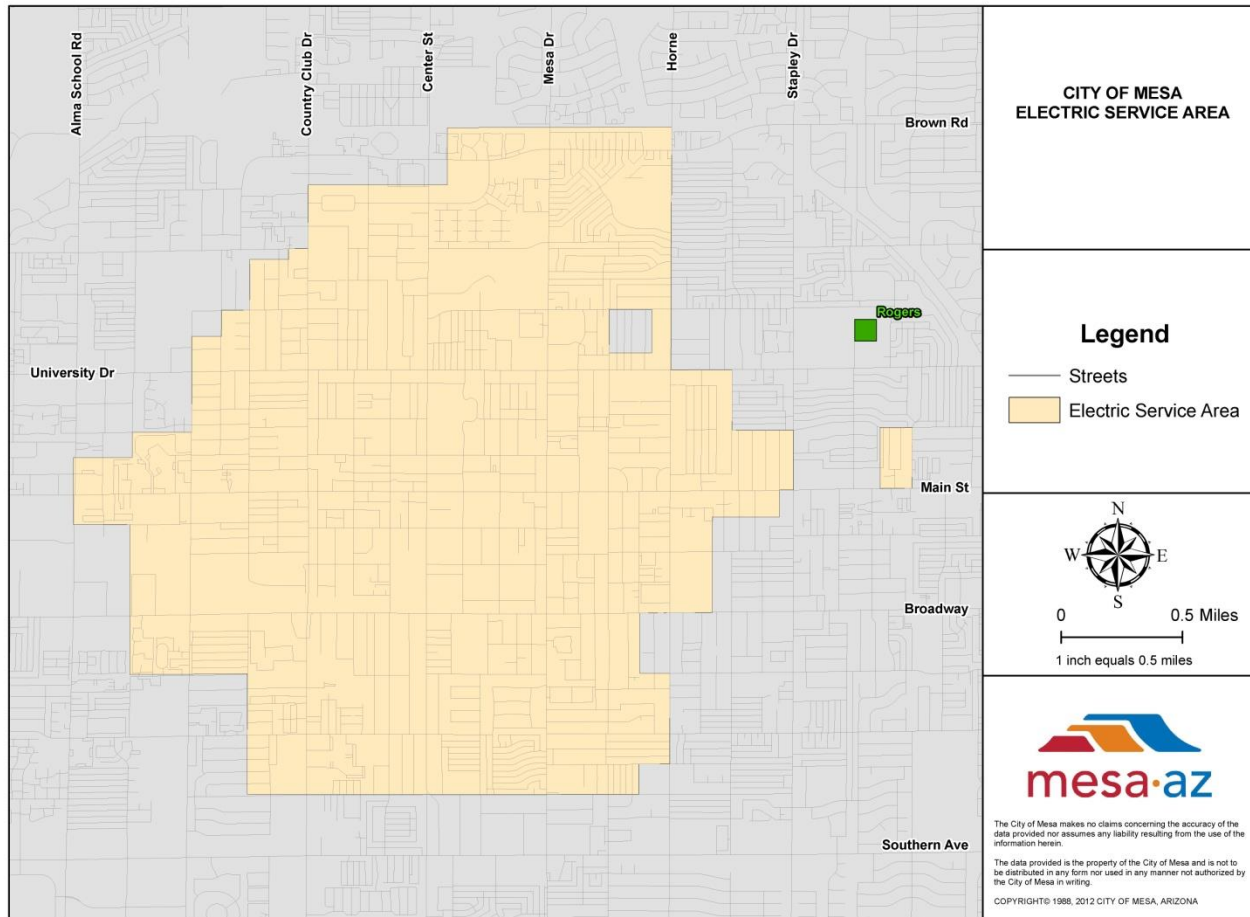 Alma School Rd
Country Club Dr
Center St
Mesa Dr
Horne
Stapley Dr
Brown Rd
Rogers
University Dr
Main St
Broadway
Southern Ave
CITY OF MESA
ELECTRIC SERVICE AREA
Legend
Streets
Electric Service Area
N
W E
S
0 0.5 Miles
1 inch equals 0.5 miles
mesa·az
The City of Mesa makes no claims concerning the accuracy of the
data provided nor assumes any liability resulting from the use of the
information herein.
The data provided is the property of the City of Mesa and is not to
be distributed in any form nor used in any manner not authorized by
the City of Mesa in writing.
COPYRIGHT© 1988, 2012 CITY OF MESA, ARIZONA